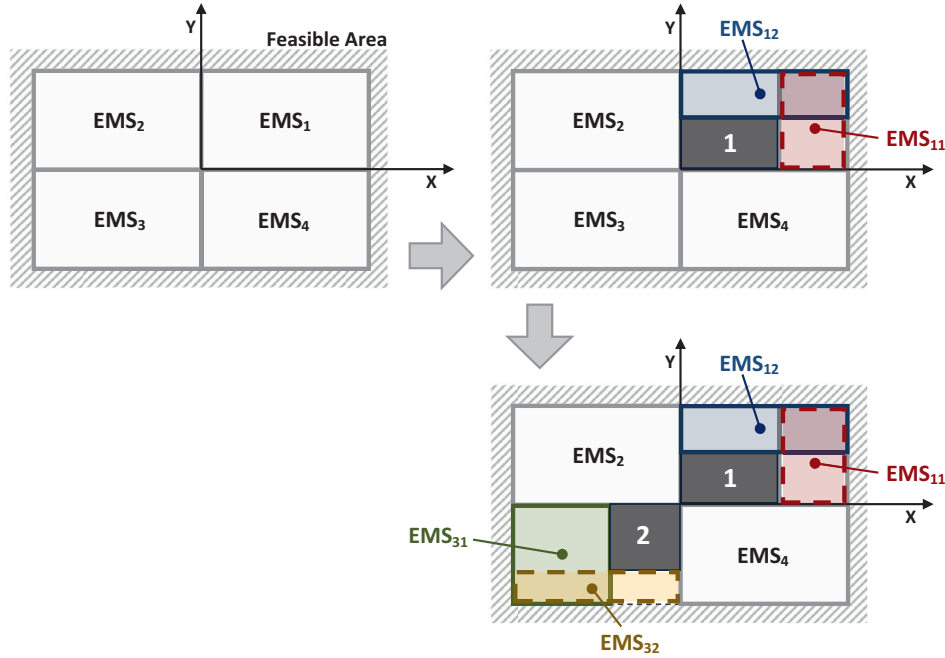 Y
Feasible Area
EMS₂
EMS₁
X
EMS₃
EMS₄
Y
EMS₁₂
EMS₂
1
EMS₁₁
X
EMS₃
EMS₄
Y
EMS₁₂
EMS₂
1
EMS₁₁
X
EMS₃₁
2
EMS₄
EMS₃₂